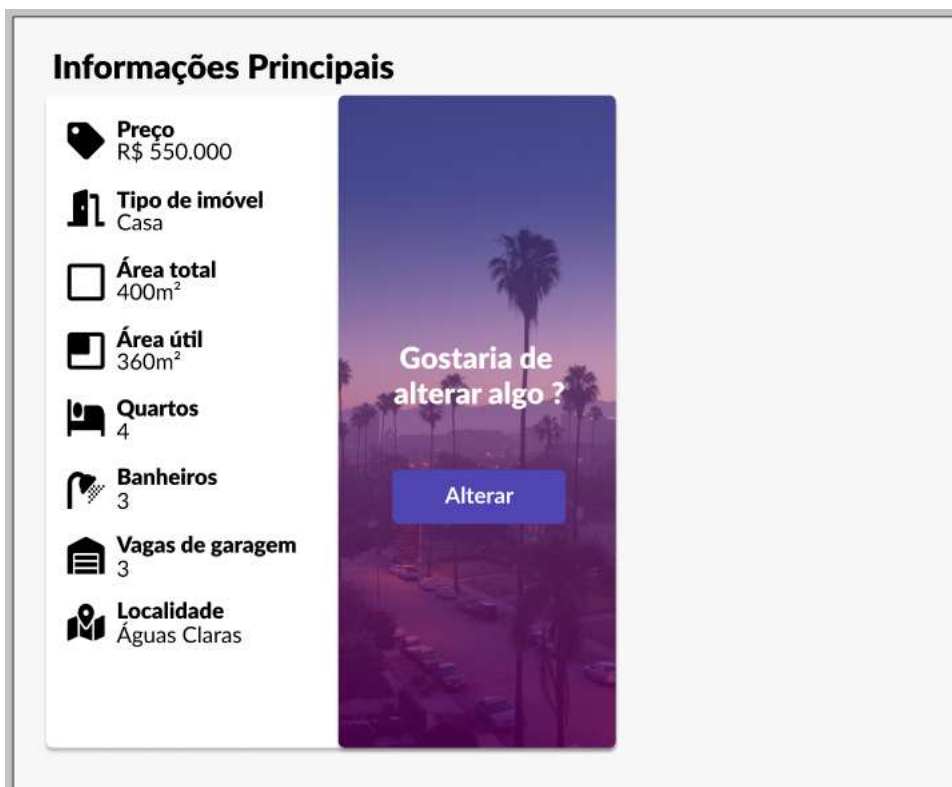 Informações Principais
Preço
R$ 550.000
Tipo de imóvel
Casa
Área total
400m²
Área útil
360m²
Quartos
4
Banheiros
3
Vagas de garagem
3
Localidade
Águas Claras
Gostaria de
alterar algo ?
Alterar